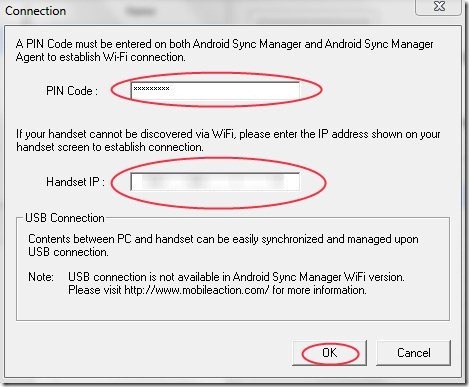 Connection
A PIN Code must be entered on both Android Sync Manager and Android Sync Manager
Agent to establish Wi-Fi connection.
PIN Code : xxxxxxxxx
If your handset cannot be discovered via WiFi, please enter the IP address shown on your
handset screen to establish connection.
Handset IP :
USB Connection
Contents between PC and handset can be easily synchronized and managed upon
USB connection.
Note: USB connection is not available in Android Sync Manager WiFi version.
Please visit http://www.mobileaction.com/ for more information.
OK Cancel